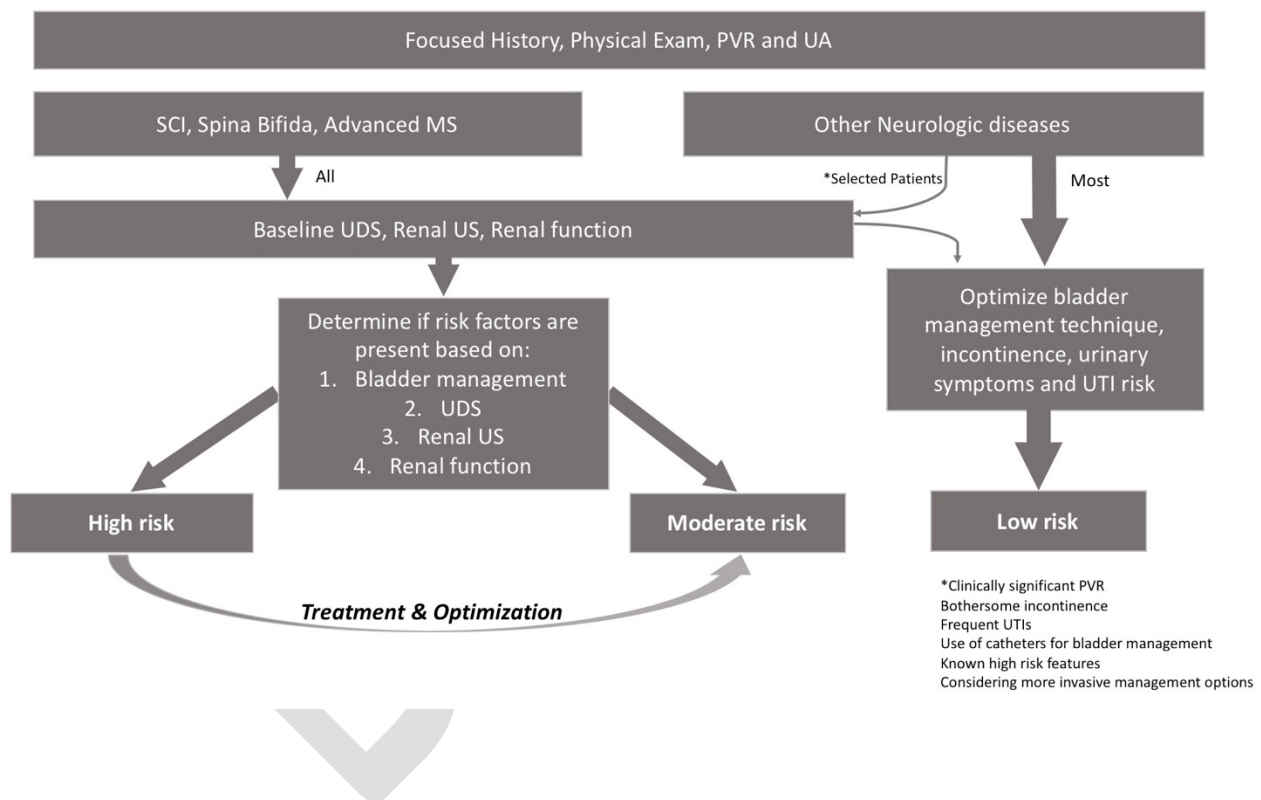 Focused History, Physical Exam, PVR and UA
SCI, Spina Bifida, Advanced MS
Other Neurologic diseases
All
*Selected Patients
Most
Baseline UDS, Renal US, Renal function
Determine if risk factors are
present based on:
1. Bladder management
2. UDS
3. Renal US
4. Renal function
Optimize bladder
management technique,
incontinence, urinary
symptoms and UTI risk
High risk
Moderate risk
Low risk
Treatment & Optimization
*Clinically significant PVR
Bothersome incontinence
Frequent UTIs
Use of catheters for bladder management
Known high risk features
Considering more invasive management options